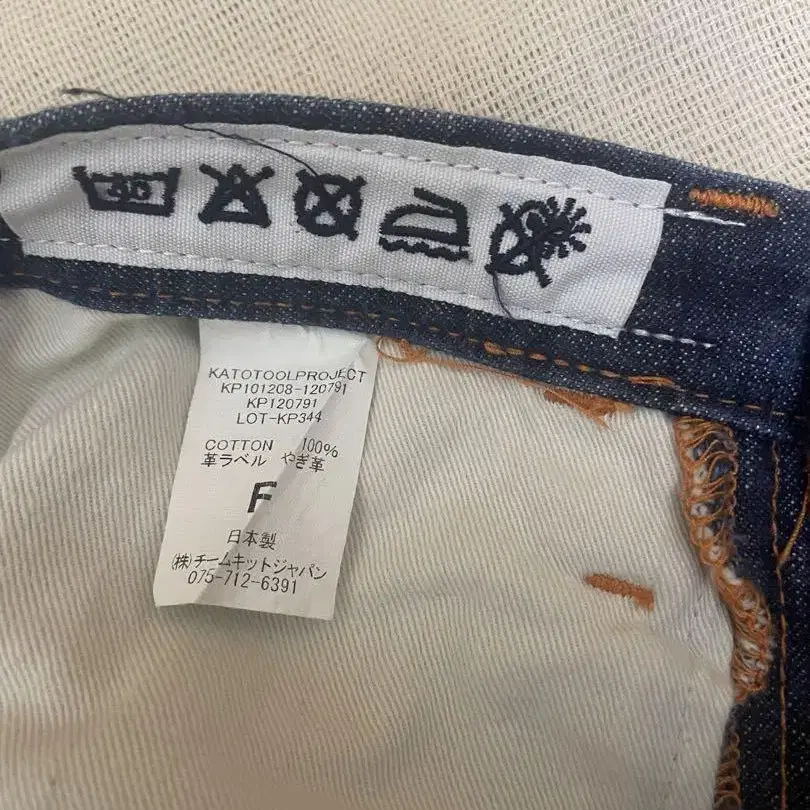 KATOTOOLPROJECT
KP101208-120791
KP120791
LOT-KP344
COTTON 100%
革ラベル やぎ革
F
日本製
(株)チームキットジャパン
075-712-6391